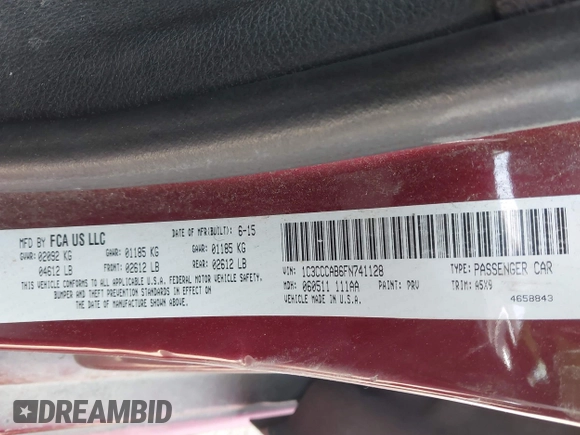 MFD BY FCA US LLC
DATE OF MFR(BUILT): 6-15
GVWR: 02092 KG GAWR: 01185 KG GAWR: 01185 KG
04612 LB FRONT: 02612 LB REAR: 02612 LB
THIS VEHICLE CONFORMS TO ALL APPLICABLE U.S.A. FEDERAL MOTOR VEHICLE SAFETY,
BUMPER AND THEFT PREVENTION STANDARDS IN EFFECT ON
THE DATE OF MANUFACTURE SHOWN ABOVE.
VIN: 1C3CCCAB6FN741128 TYPE: PASSENGER CAR
MDH: 060511 111AA PAINT: PRV TRIM: A5X9
VEHICLE MADE IN U.S.A. 4658843
DREAMBID